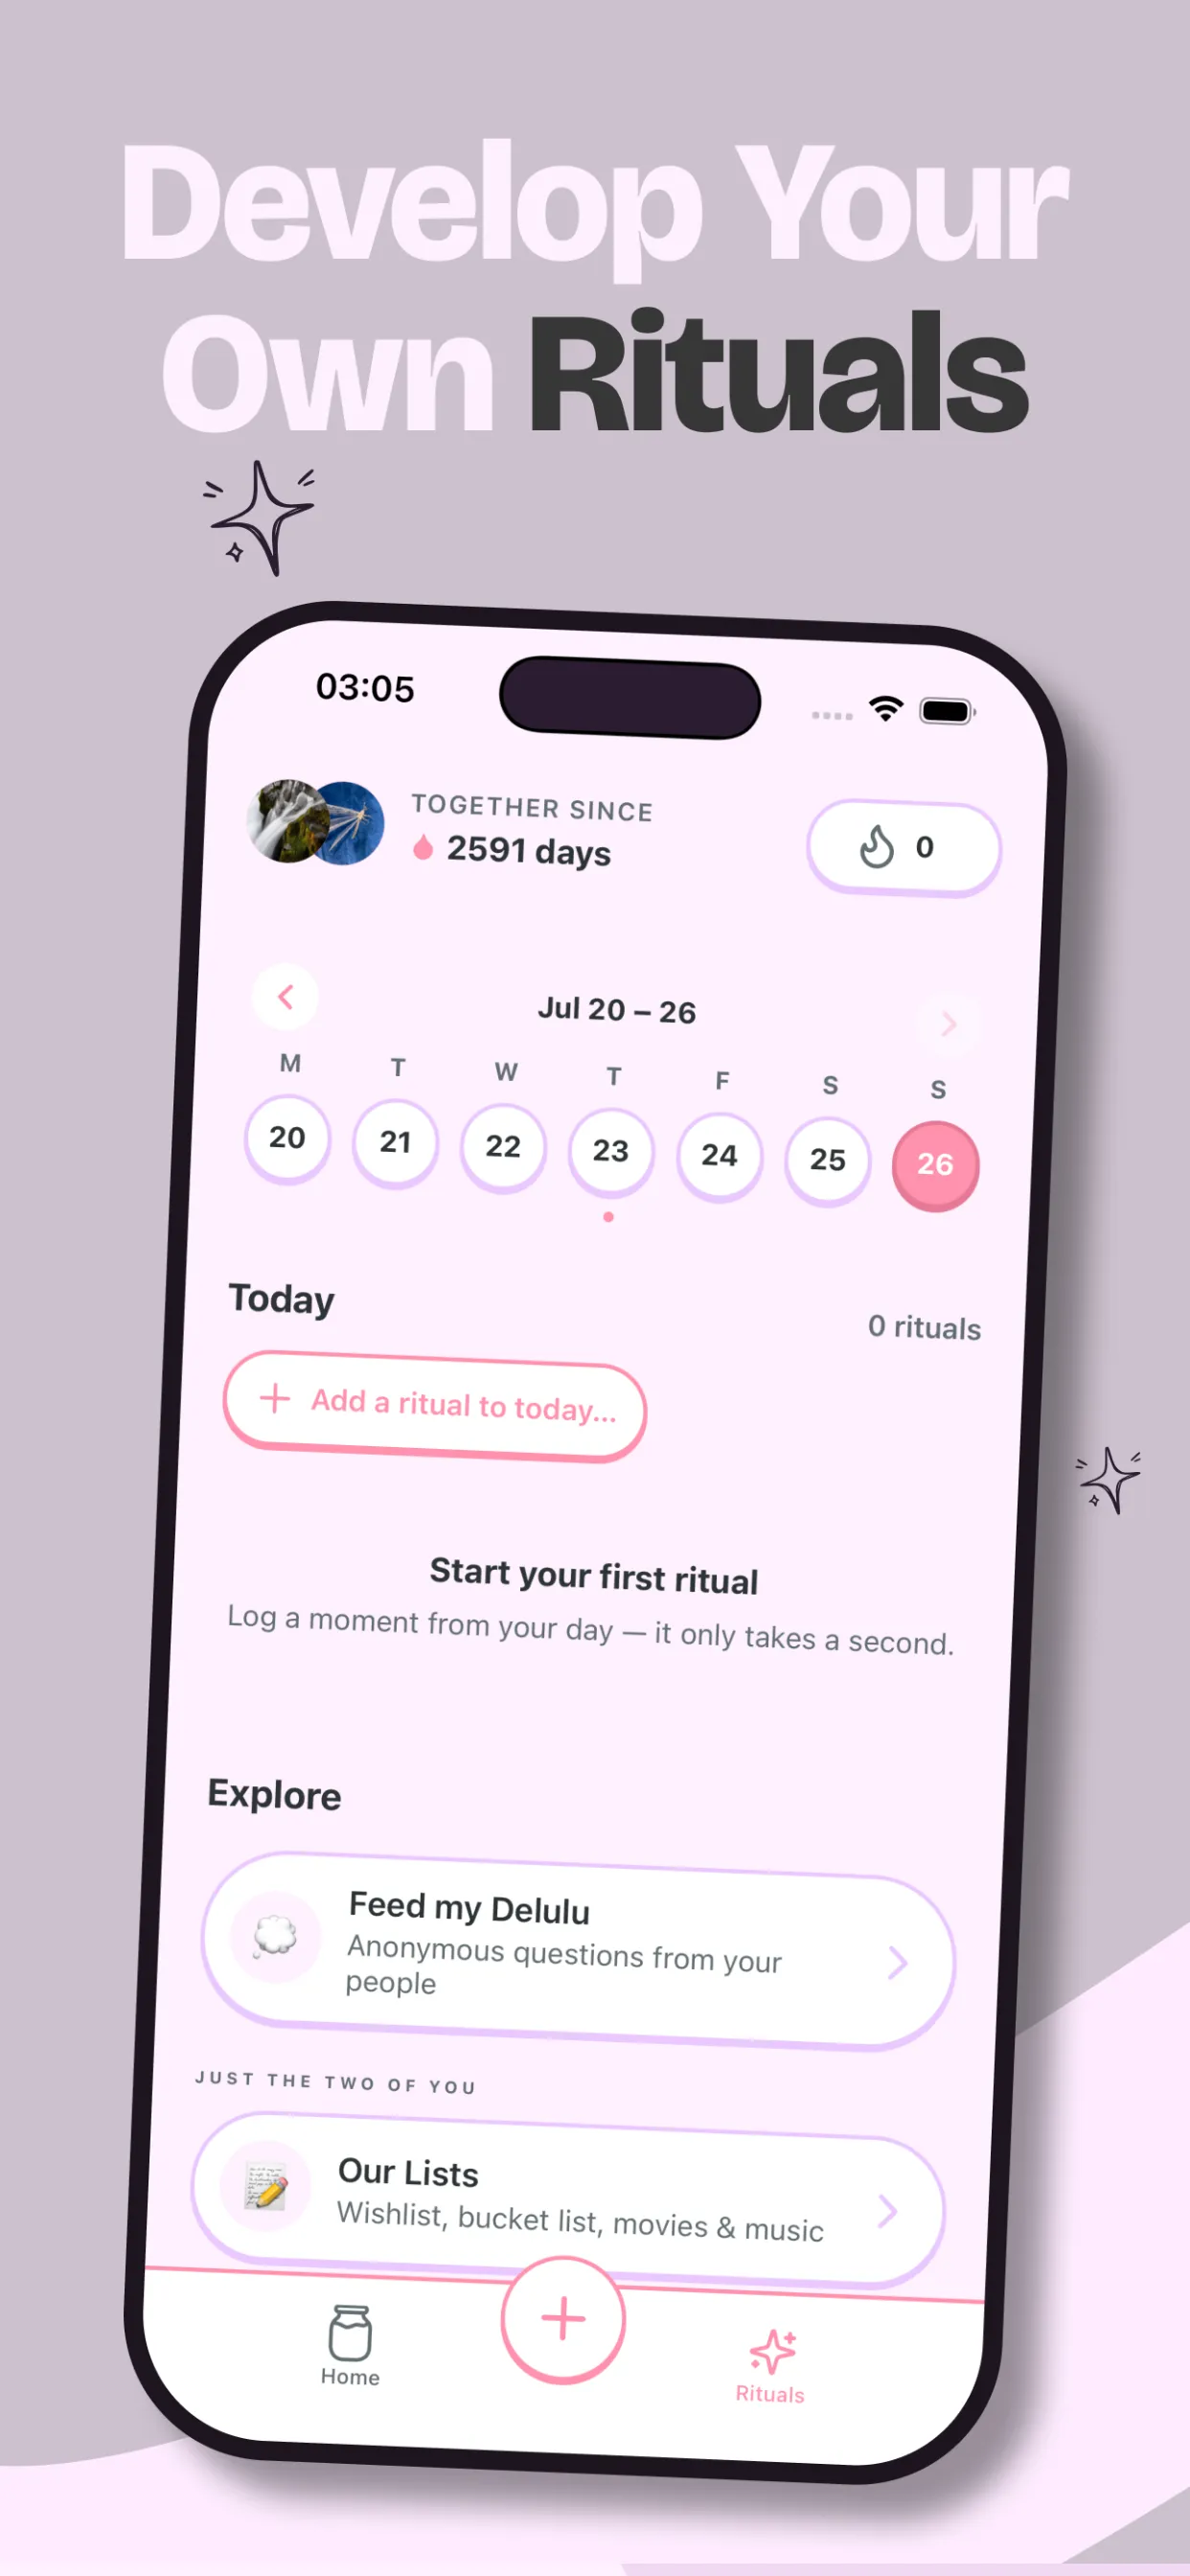 Develop Your
Own Rituals
03:05
TOGETHER SINCE
2591 days
0
Jul 20 – 26
M T W T F S S
20 21 22 23 24 25 26
Today
0 rituals
Add a ritual to today...
Start your first ritual
Log a moment from your day — it only takes a second.
Explore
Feed my Delulu
Anonymous questions from your
people
JUST THE TWO OF YOU
Our Lists
Wishlist, bucket list, movies & music
Home
Rituals